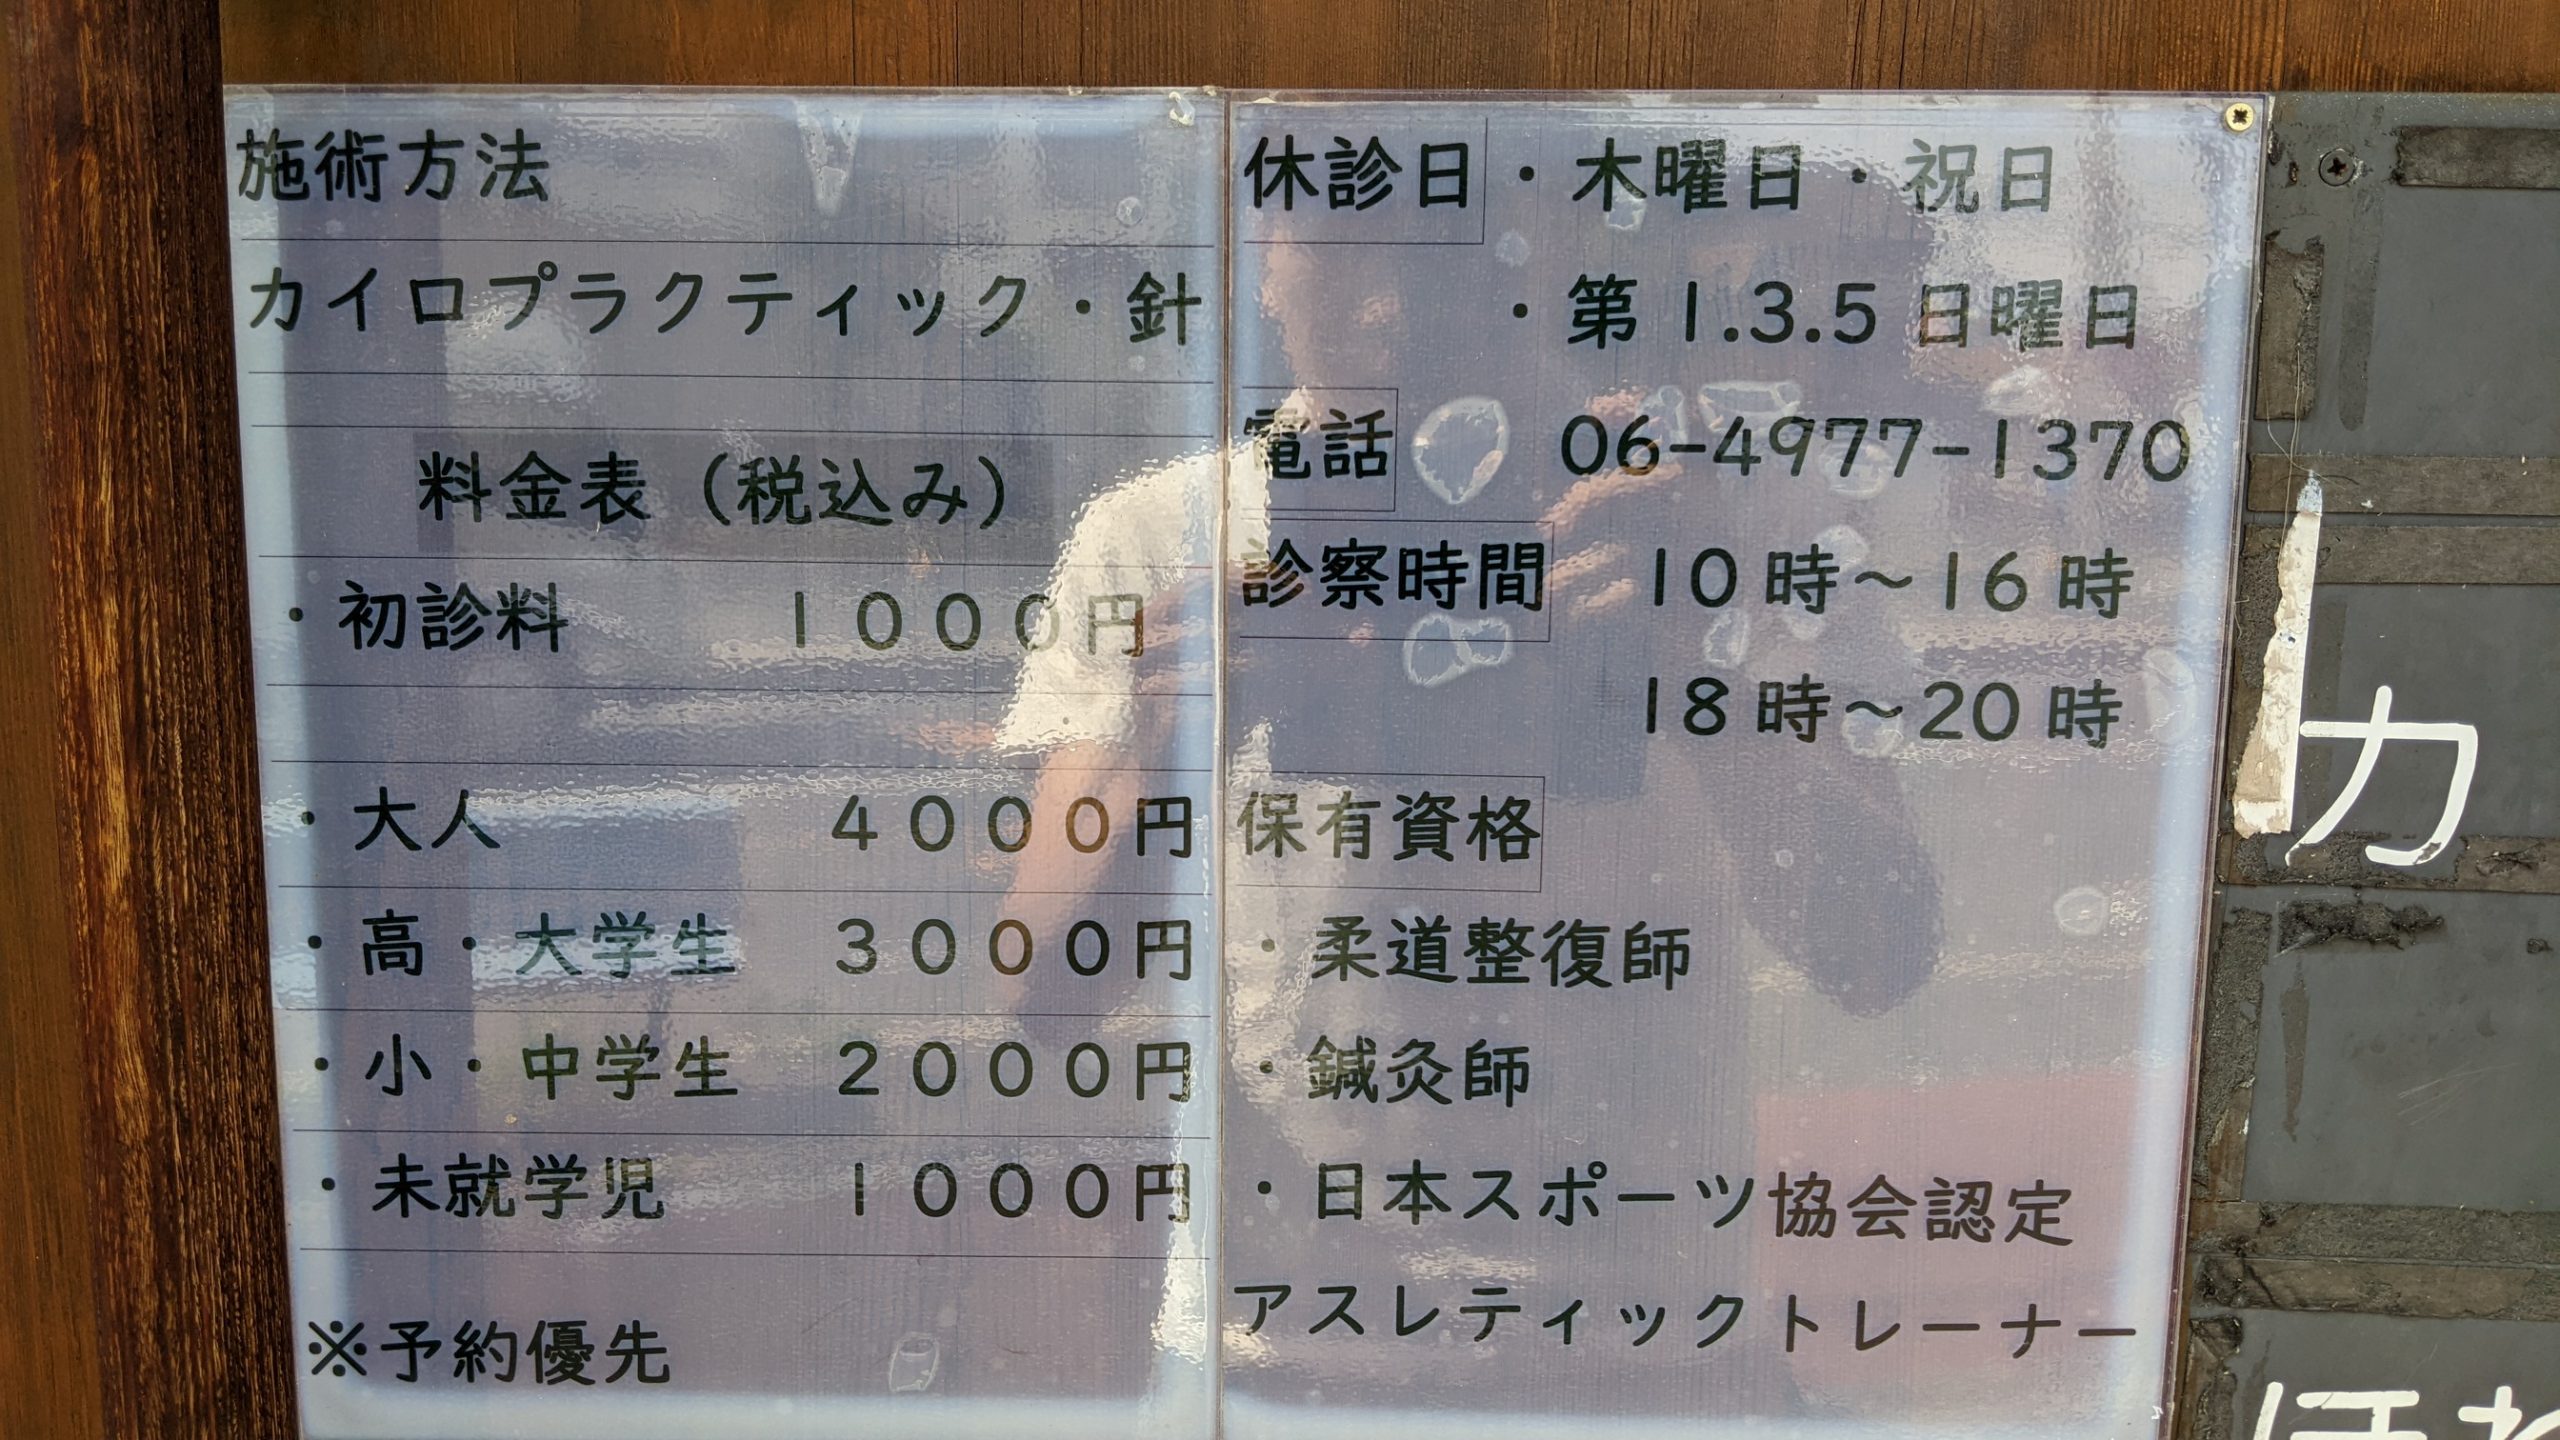 施術方法
カイロプラクティック・針
料金表（税込み）
・初診料 1000円
・大人 4000円
・高・大学生 3000円
・小・中学生 2000円
・未就学児 1000円
※予約優先
休診日・木曜日・祝日
・第1.3.5日曜日
電話 06-4977-1370
診察時間 10時～16時
18時～20時
保有資格
・柔道整復師
・鍼灸師
・日本スポーツ協会認定
アスレティックトレーナー
カ
ほね